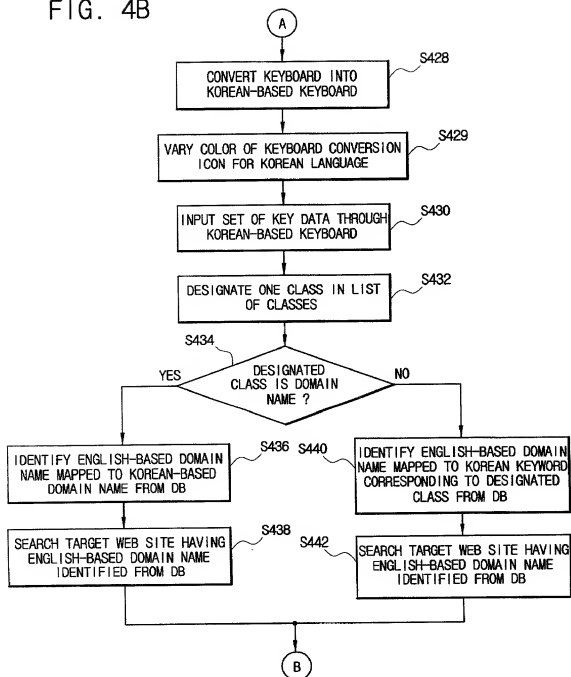 FIG. 4B
A
S428
CONVERT KEYBOARD INTO
KOREAN-BASED KEYBOARD
S429
VARY COLOR OF KEYBOARD CONVERSION
ICON FOR KOREAN LANGUAGE
S430
INPUT SET OF KEY DATA THROUGH
KOREAN-BASED KEYBOARD
S432
DESIGNATE ONE CLASS IN LIST
OF CLASSES
S434
DESIGNATED
CLASS IS DOMAIN
NAME ?
YES
NO
S436
IDENTIFY ENGLISH-BASED DOMAIN
NAME MAPPED TO KOREAN-BASED
DOMAIN NAME FROM DB
S440
IDENTIFY ENGLISH-BASED DOMAIN
NAME MAPPED TO KOREAN KEYWORD
CORRESPONDING TO DESIGNATED
CLASS FROM DB
S438
SEARCH TARGET WEB SITE HAVING
ENGLISH-BASED DOMAIN NAME
IDENTIFIED FROM DB
S442
SEARCH TARGET WEB SITE HAVING
ENGLISH-BASED DOMAIN NAME
IDENTIFIED FROM DB
B